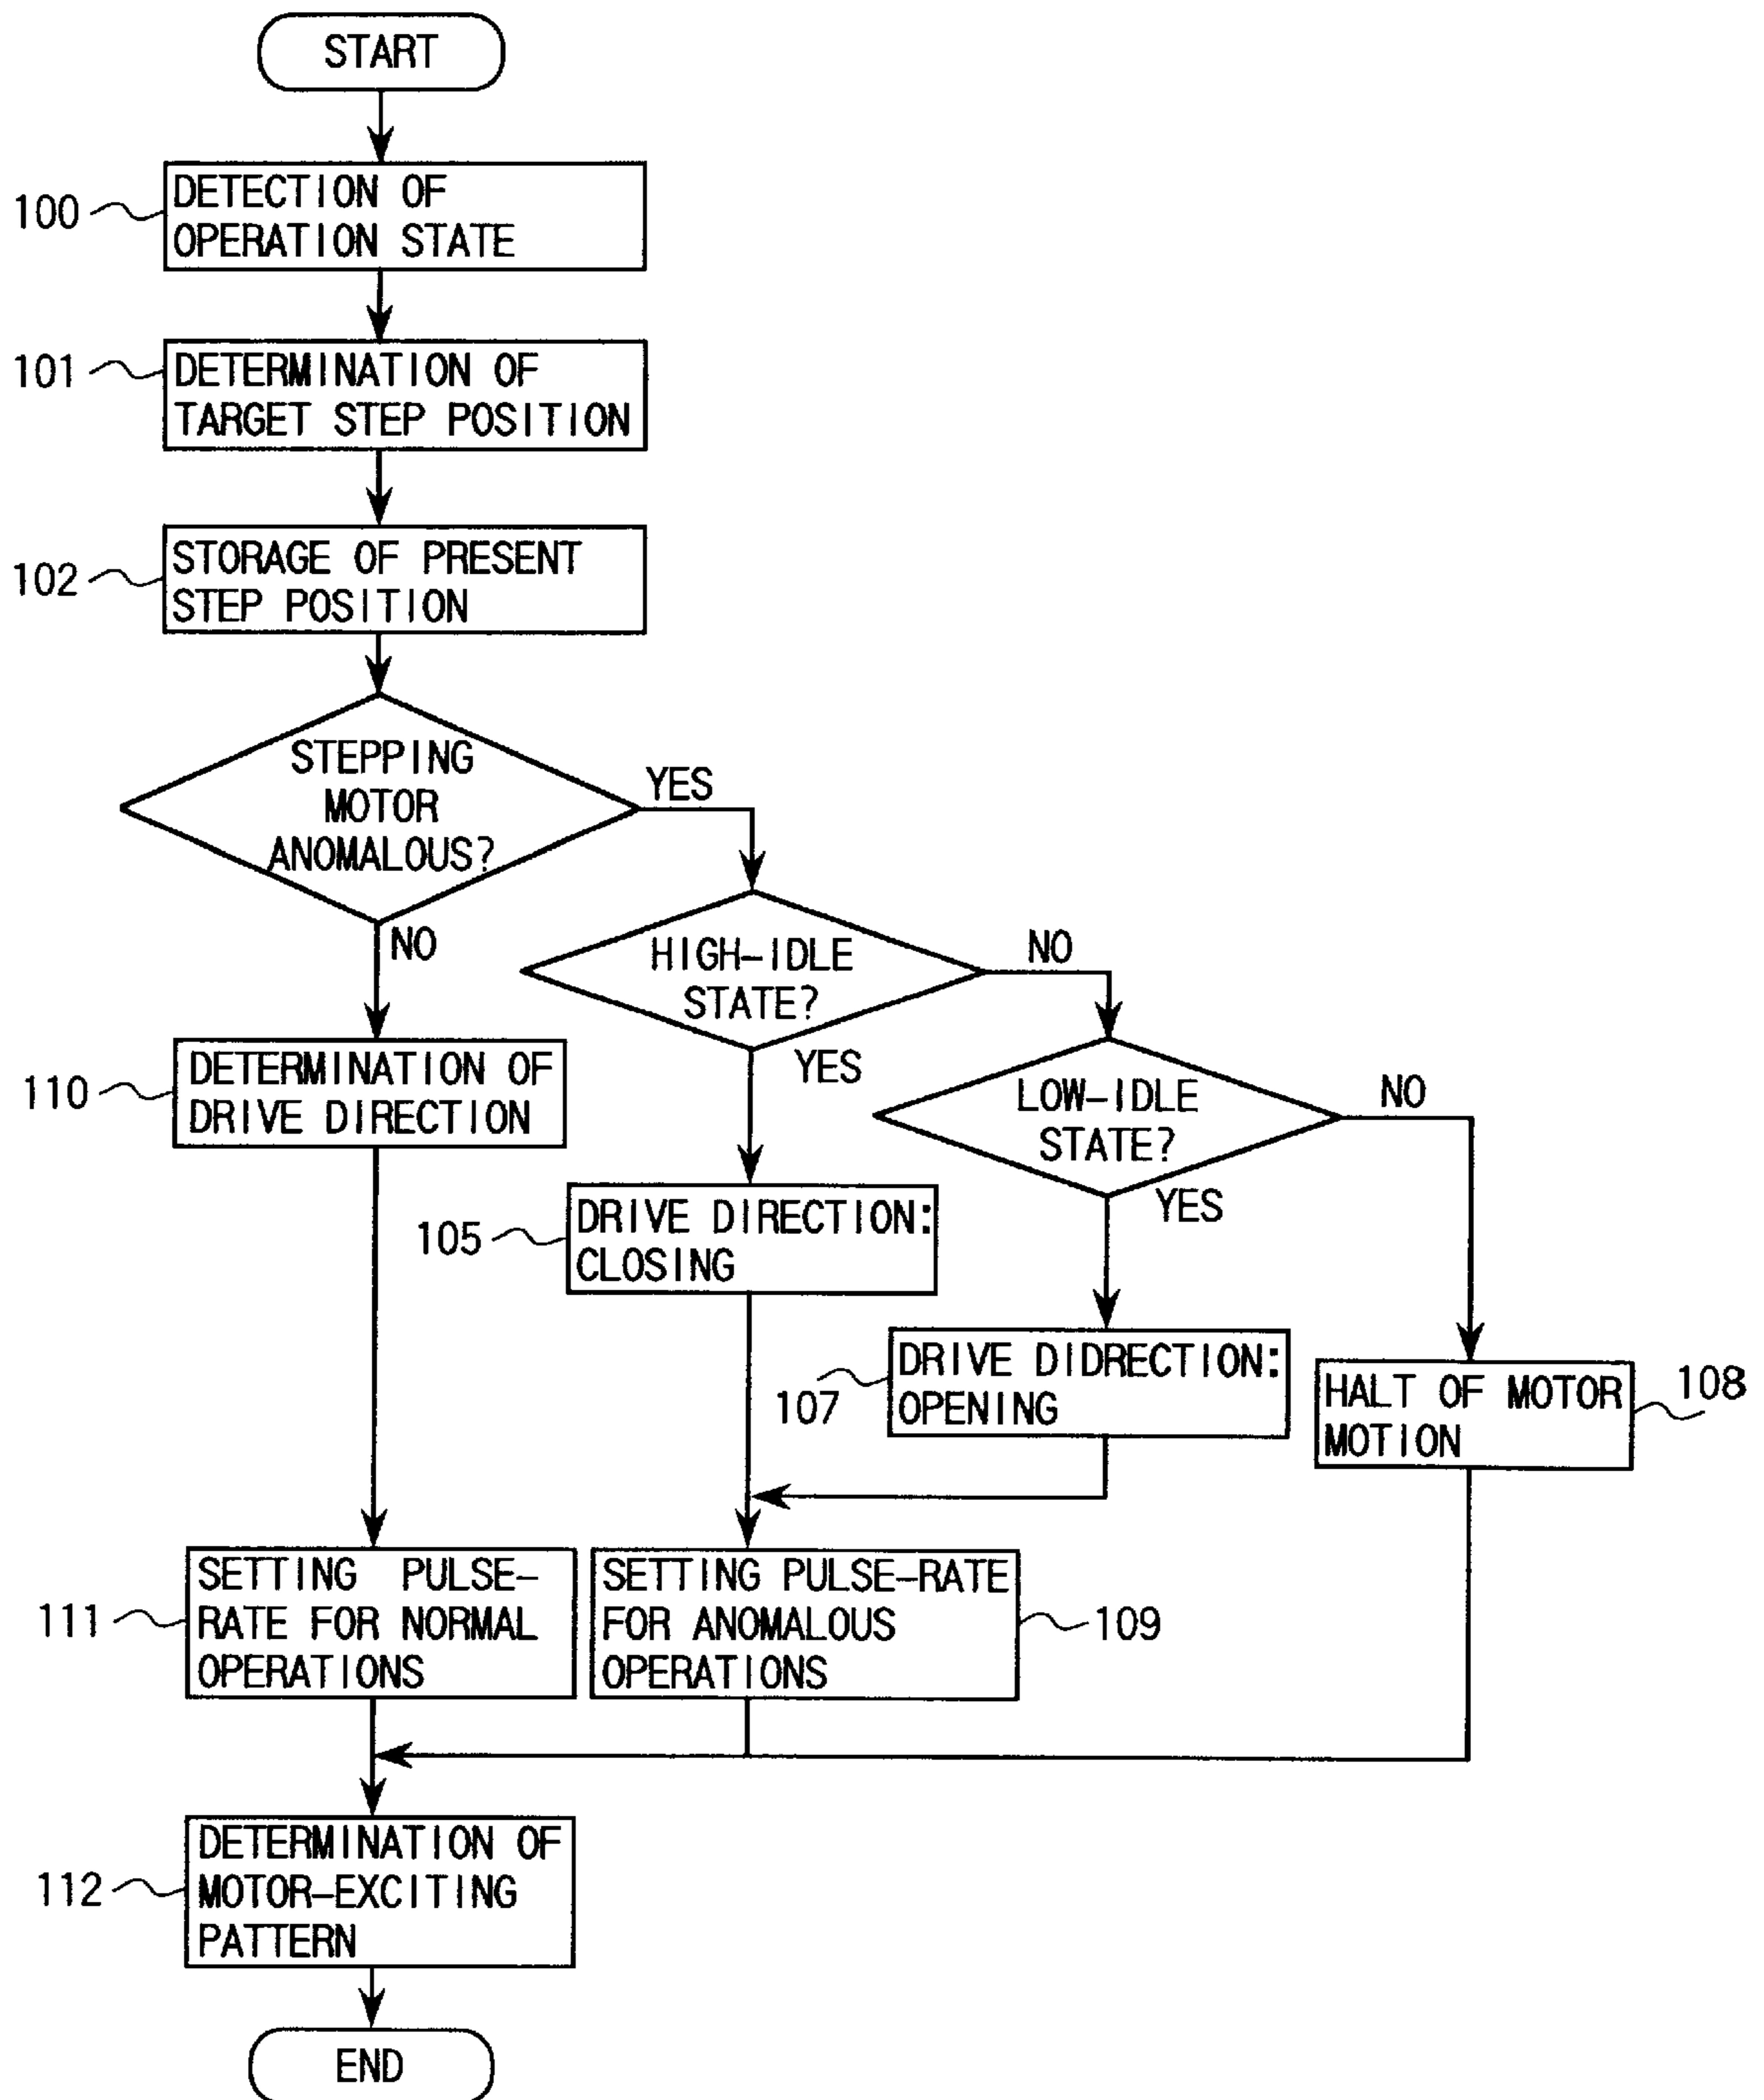 START
100
DETECTION OF
OPERATION STATE
101
DETERMINATION OF
TARGET STEP POSITION
102
STORAGE OF PRESENT
STEP POSITION
STEPPING
MOTOR
ANOMALOUS?
YES
NO
HIGH-IDLE
STATE?
NO
YES
110
DETERMINATION OF
DRIVE DIRECTION
LOW-IDLE
STATE?
NO
YES
105
DRIVE DIRECTION:
CLOSING
107
DRIVE DIDRECTION:
OPENING
HALT OF MOTOR
MOTION
108
111
SETTING PULSE-
RATE FOR NORMAL
OPERATIONS
SETTING PULSE-RATE
FOR ANOMALOUS
OPERATIONS
109
112
DETERMINATION OF
MOTOR-EXCITING
PATTERN
END